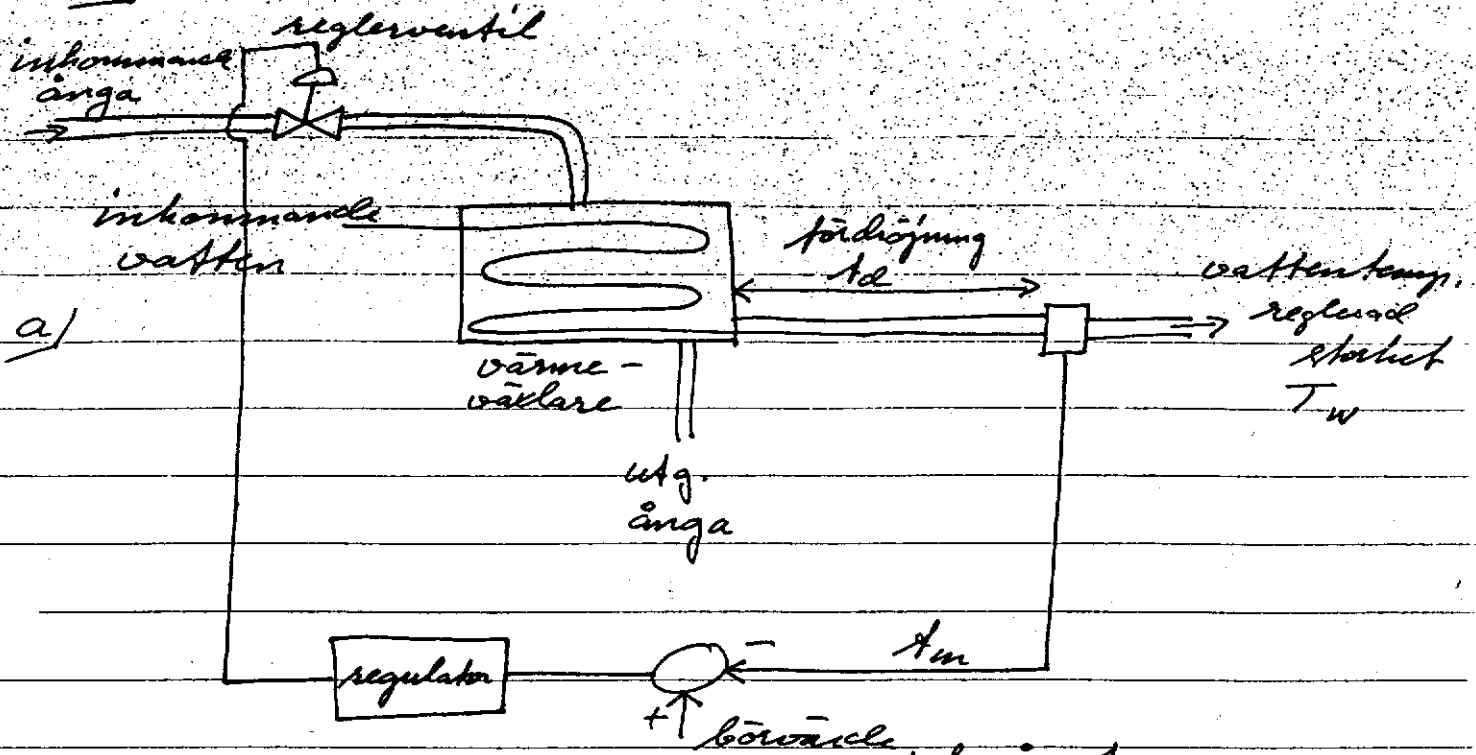 reglerventil
inkommande
ånga
inkommande
vatten
fördröjning
td
vattentemp.
reglerad
storhet
Tw
a)
värme-
växlare
utg.
ånga
regulator
-
tm
+
börvärde